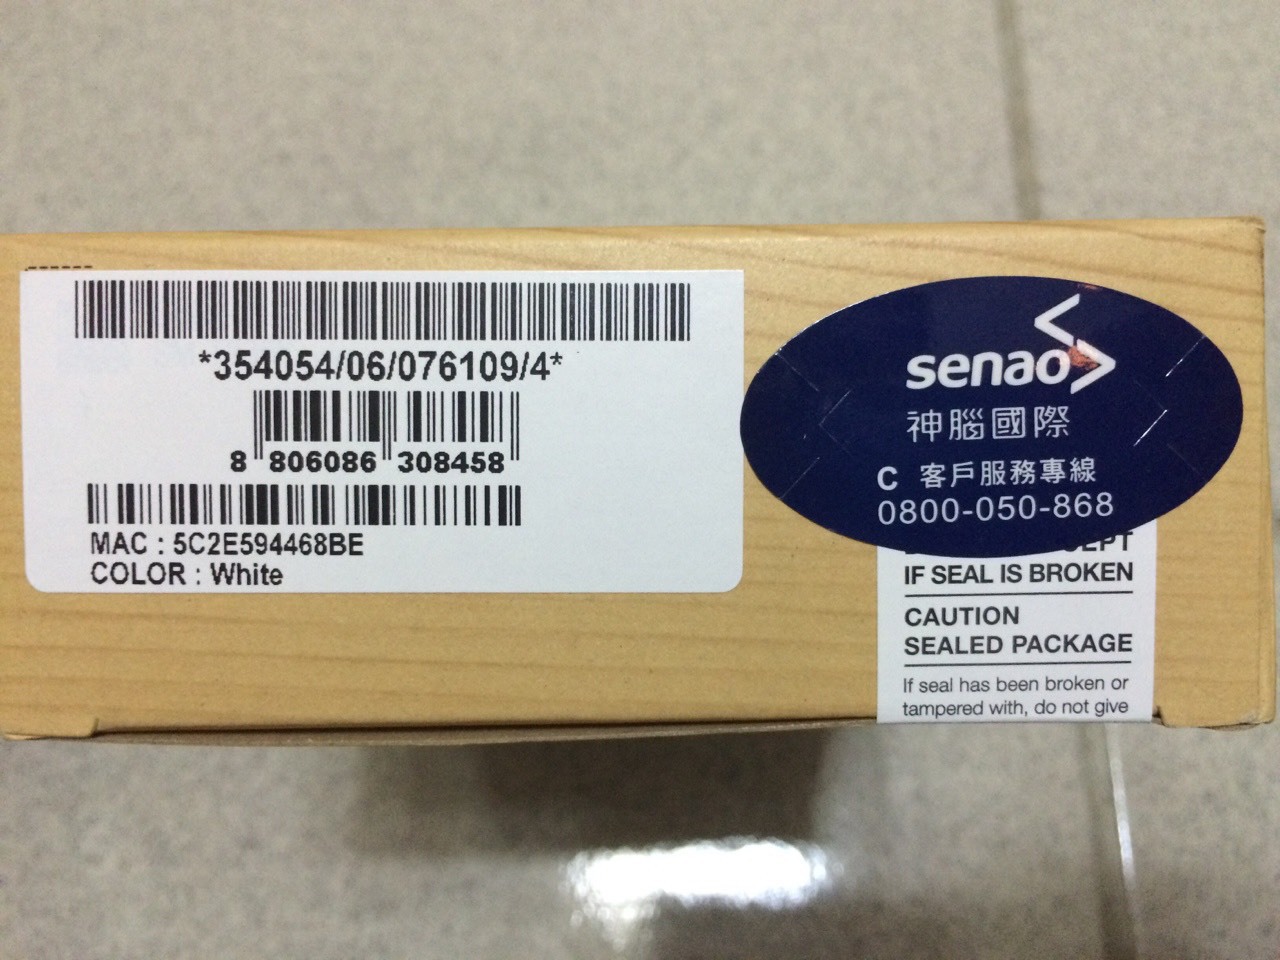 *354054/06/076109/4*
8 806086 308458
MAC : 5C2E594468BE
COLOR : White
senao
神腦國際
C 客戶服務專線
0800-050-868
IF SEAL IS BROKEN
CAUTION
SEALED PACKAGE
If seal has been broken or
tampered with, do not give